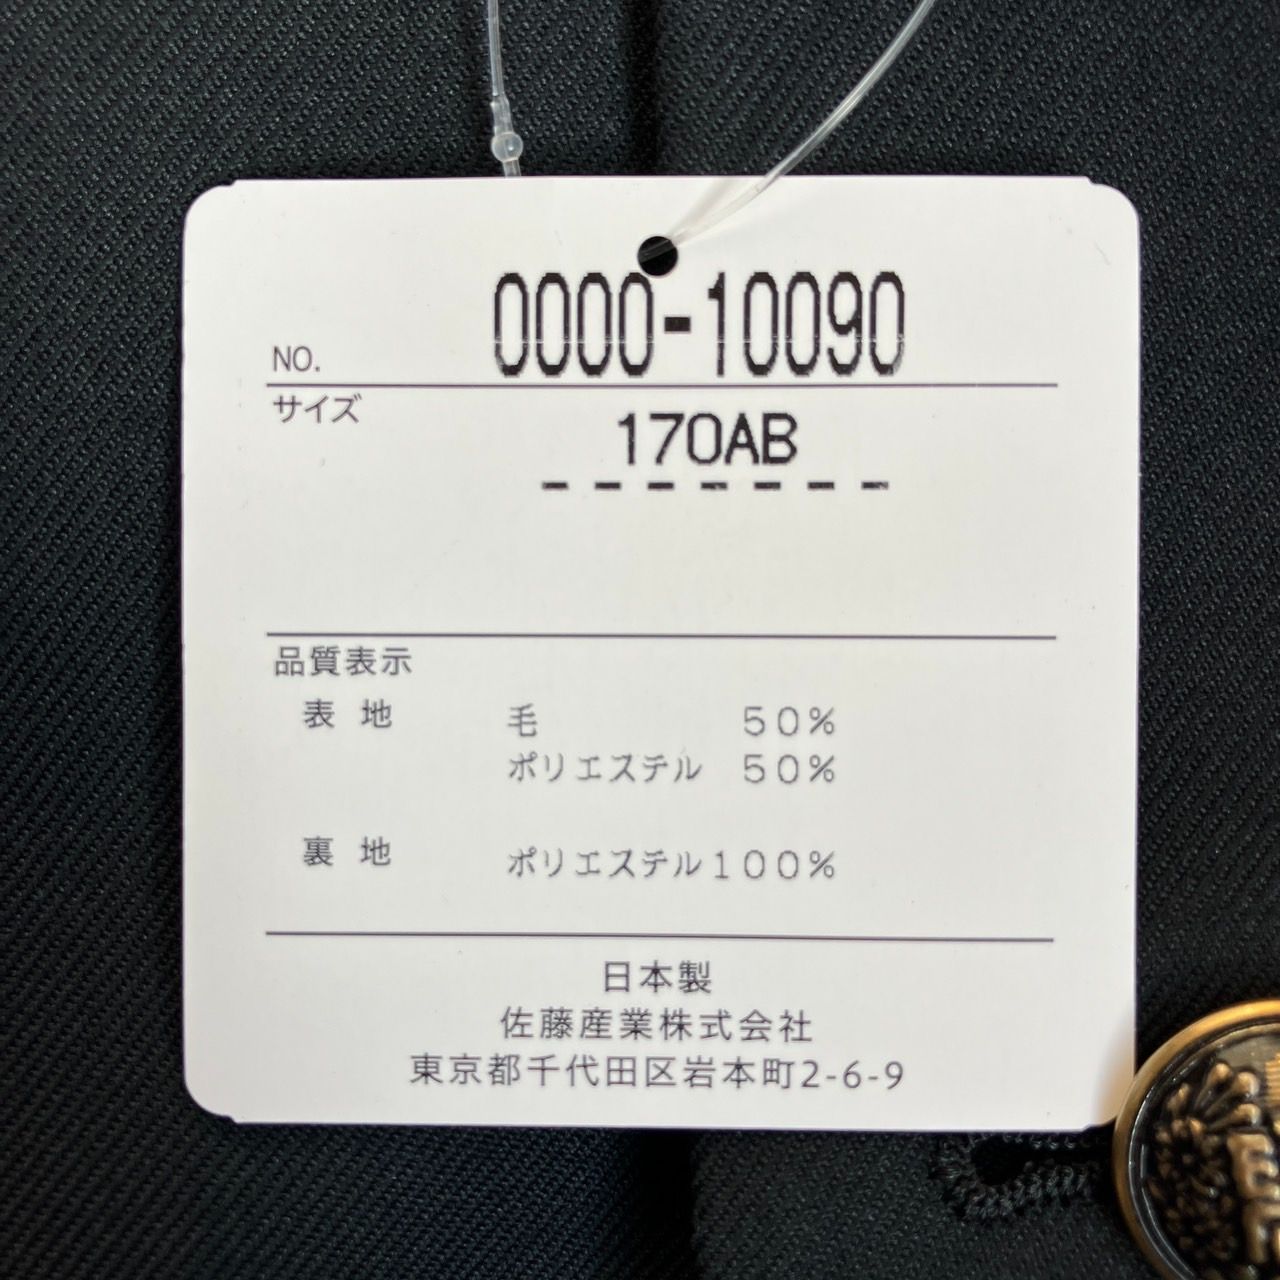 NO. 0000-10090
サイズ
170AB
-------
品質表示
表 地 毛 50%
ポリエステル 50%
裏 地 ポリエステル100%
日本製
佐藤産業株式会社
東京都千代田区岩本町2-6-9